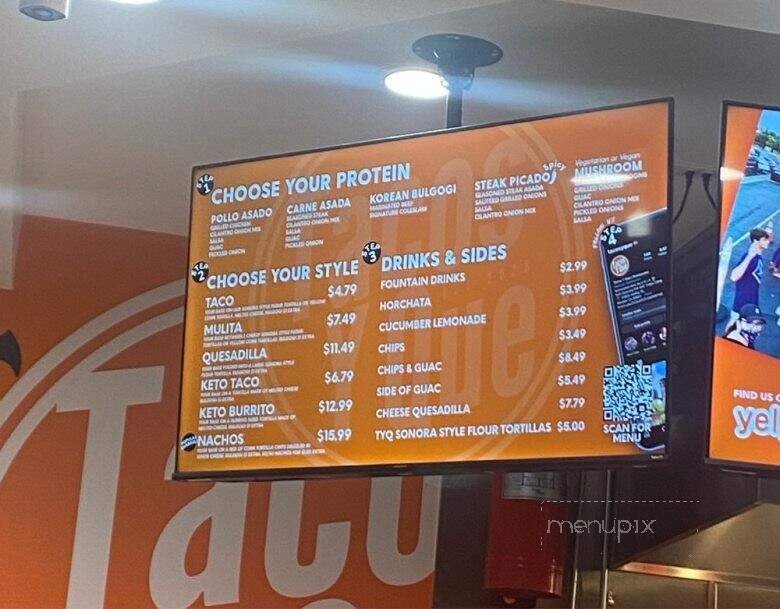 STEP 1
CHOOSE YOUR PROTEIN
POLLO ASADO
GRILLED CHICKEN
CILANTRO ONION MIX
SALSA
GUAC
PICKLED ONION
CARNE ASADA
SEASONED STEAK
CILANTRO ONION MIX
SALSA
GUAC
PICKLED ONION
KOREAN BULGOGI
MARINATED BEEF
SIGNATURE COLESLAW
Spicy
STEAK PICADO
SEASONED STEAK ASADA
SAUTEED GRILLED ONIONS
SALSA
CILANTRO ONION MIX
Vegetarian or Vegan
MUSHROOM
GRILLED ONIONS
GUAC
CILANTRO ONION MIX
PICKLED ONIONS
SALSA
STEP 2
CHOOSE YOUR STYLE
TACO $4.79
MULITA $7.49
QUESADILLA $11.49
KETO TACO $6.79
KETO BURRITO $12.99
NACHOS $15.99
STEP 3
DRINKS & SIDES
FOUNTAIN DRINKS $2.99
HORCHATA $3.99
CUCUMBER LEMONADE $3.99
CHIPS $3.49
CHIPS & GUAC $8.49
SIDE OF GUAC $5.49
CHEESE QUESADILLA $7.79
TYQ SONORA STYLE FLOUR TORTILLAS $5.00
STEP 4
SCAN FOR
MENU
FIND US
yel
Taco
menupix